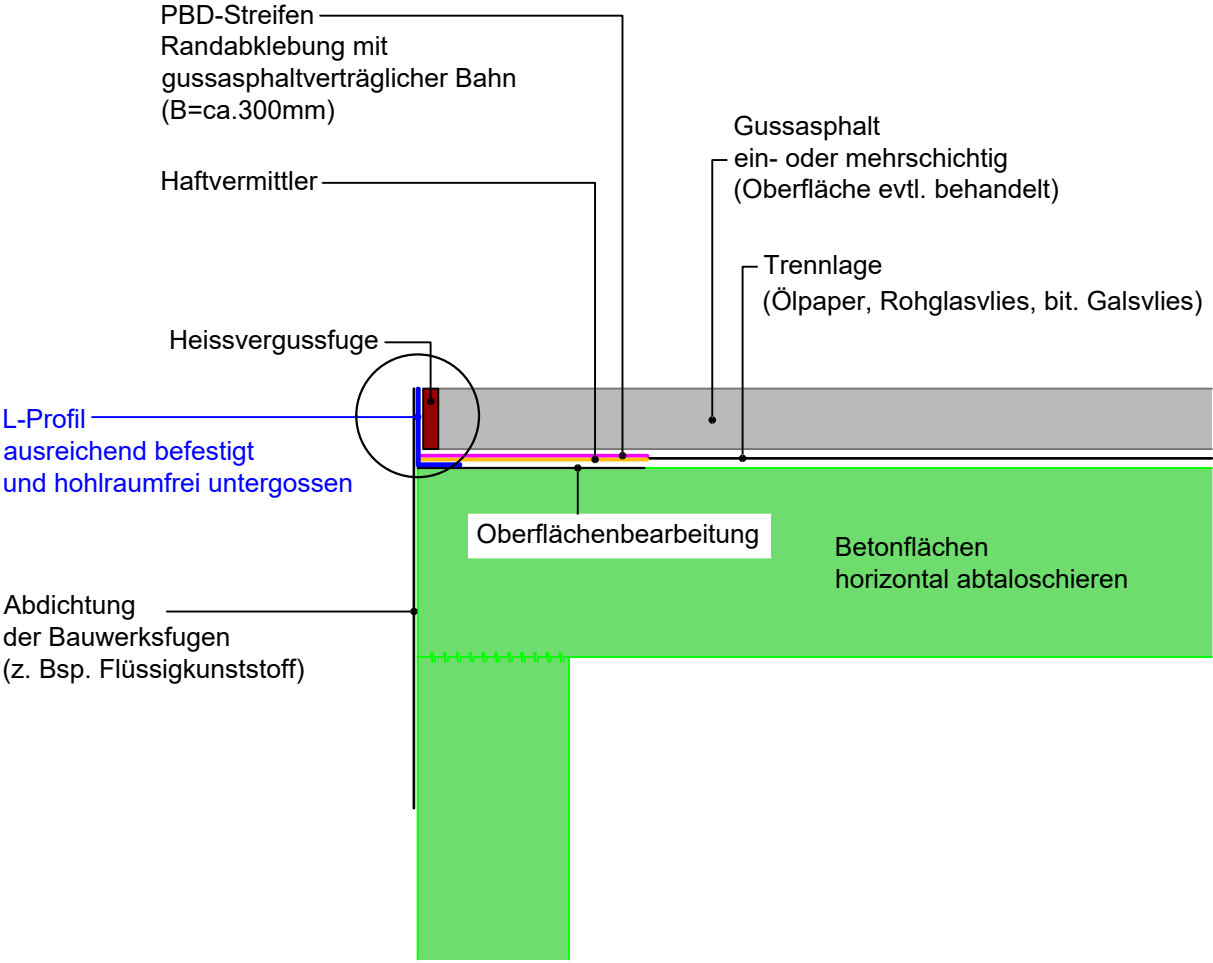 PBD-Streifen
Randabklebung mit
gussasphaltverträglicher Bahn
(B=ca.300mm)
Gussasphalt
ein- oder mehrschichtig
(Oberfläche evtl. behandelt)
Haftvermittler
Trennlage
(Ölpaper, Rohglasvlies, bit. Galsvlies)
Heissvergussfuge
L-Profil
ausreichend befestigt
und hohlraumfrei untergossen
Oberflächenbearbeitung
Betonflächen
horizontal abtaloschieren
Abdichtung
der Bauwerksfugen
(z. Bsp. Flüssigkunststoff)